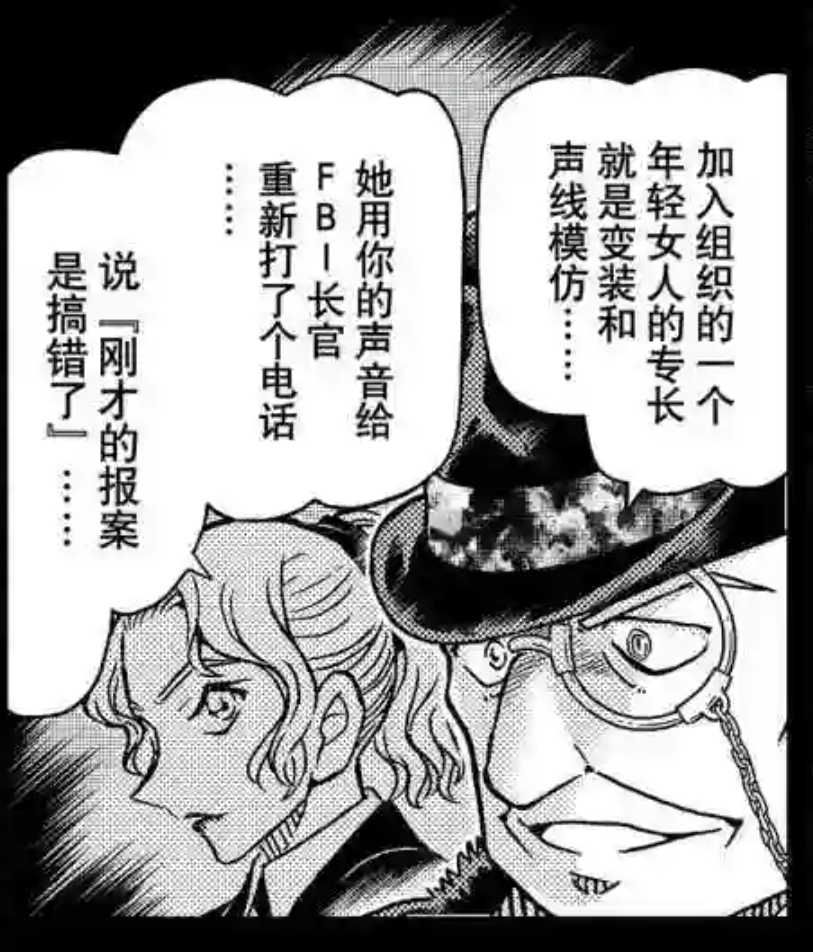 加入组织的一个
年轻女人的专长
就是变装和
声线模仿……
她用你的声音给
FBI长官
重新打了个电话
……
说『刚才的报案
是搞错了』……